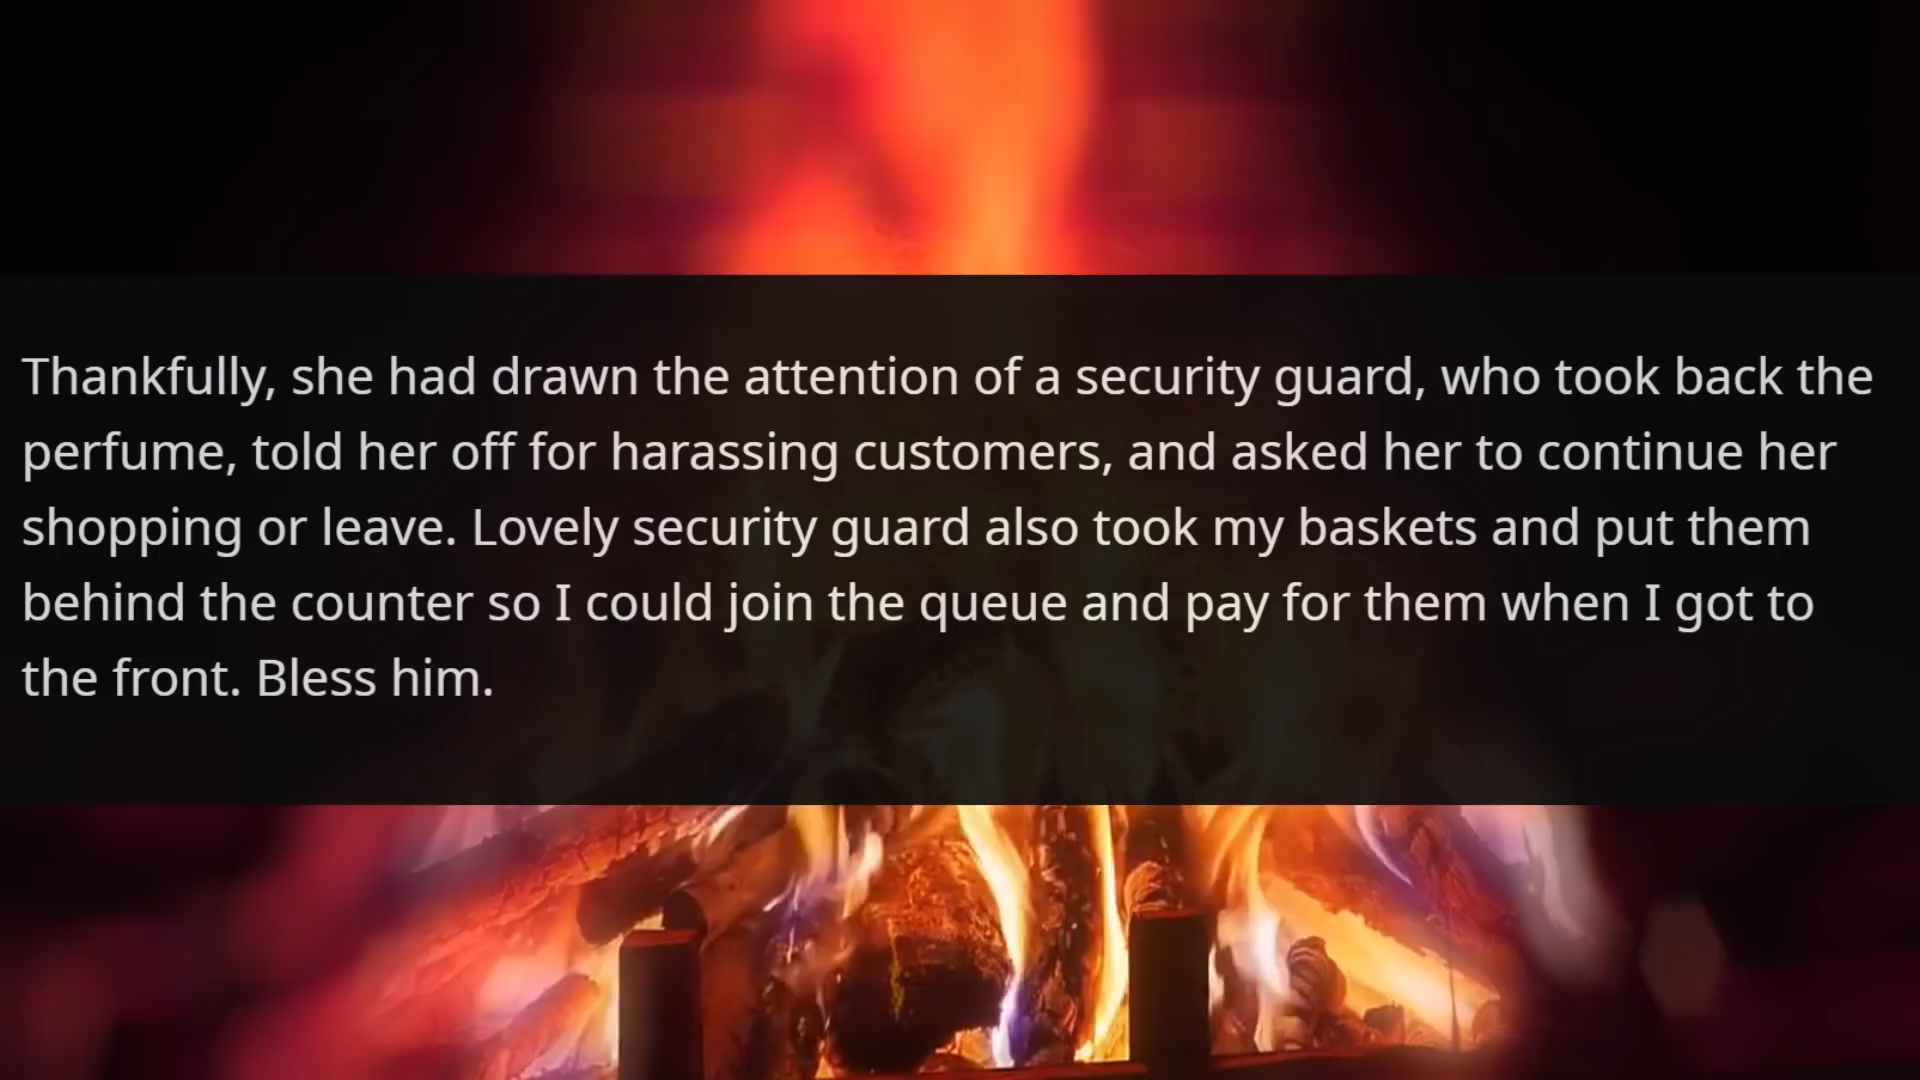 Thankfully, she had drawn the attention of a security guard, who took back the
perfume, told her off for harassing customers, and asked her to continue her
shopping or leave. Lovely security guard also took my baskets and put them
behind the counter so I could join the queue and pay for them when I got to
the front. Bless him.